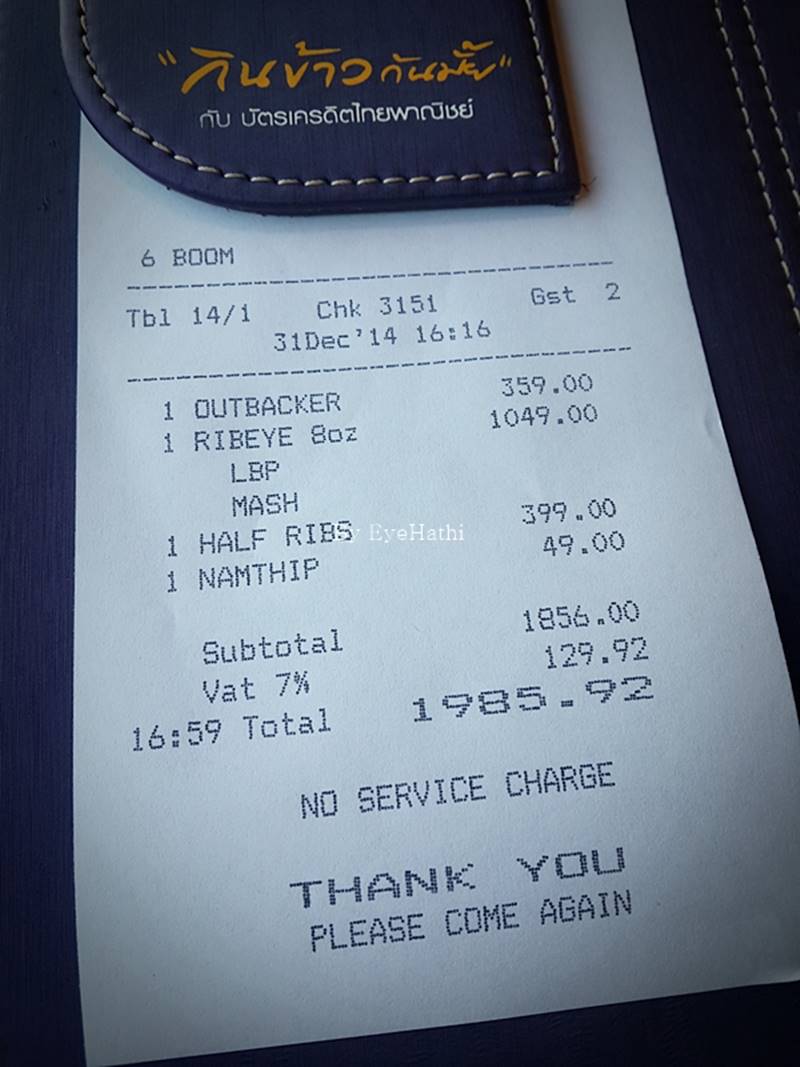 "กินข้าวกันมั๊ย"
กับ บัตรเครดิตไทยพาณิชย์
6 BOOM
Tbl 14/1 Chk 3151 Gst 2
31Dec'14 16:16
1 OUTBACKER 359.00
1 RIBEYE 8oz 1049.00
LBP
MASH
1 HALF RIBS 399.00
1 NAMTHIP 49.00
By EyeHathi
Subtotal 1856.00
Vat 7% 129.92
16:59 Total 1985.92
NO SERVICE CHARGE
THANK YOU
PLEASE COME AGAIN